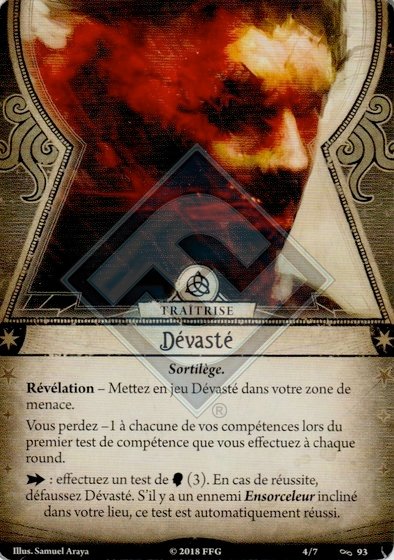 TRAÎTRISE
Dévasté
Sortilège.
Révélation – Mettez en jeu Dévasté dans votre zone de
menace.
Vous perdez –1 à chacune de vos compétences lors du
premier test de compétence que vous effectuez à chaque
round.
: effectuez un test de (3). En cas de réussite,
défaussez Dévasté. S'il y a un ennemi Ensorceleur incliné
dans votre lieu, ce test est automatiquement réussi.
Illus. Samuel Araya © 2018 FFG 4/7 93